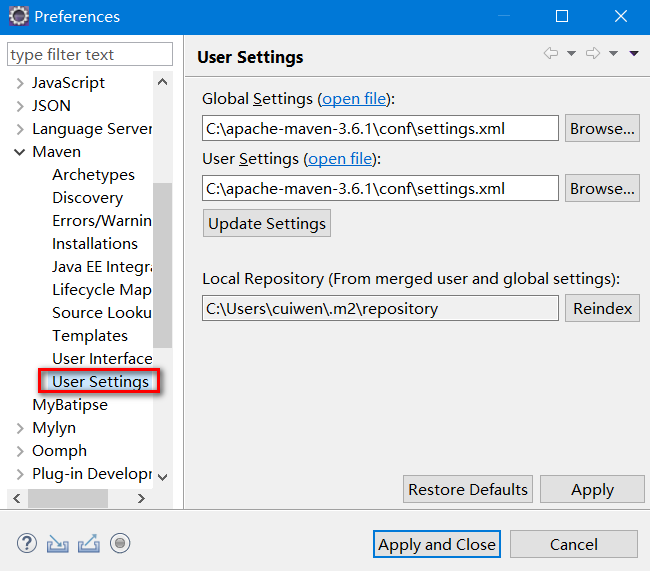 Preferences
type filter text
JavaScript
JSON
Language Server
Maven
Archetypes
Discovery
Errors/Warnin
Installations
Java EE Integra
Lifecycle Map
Source Looku
Templates
User Interface
User Settings
MyBatipse
Mylyn
Oomph
Plug-in Developr
User Settings
Global Settings (open file):
C:\apache-maven-3.6.1\conf\settings.xml Browse...
User Settings (open file):
C:\apache-maven-3.6.1\conf\settings.xml Browse...
Update Settings
Local Repository (From merged user and global settings):
C:\Users\cuiwen\.m2\repository Reindex
Restore Defaults Apply
? Apply and Close Cancel